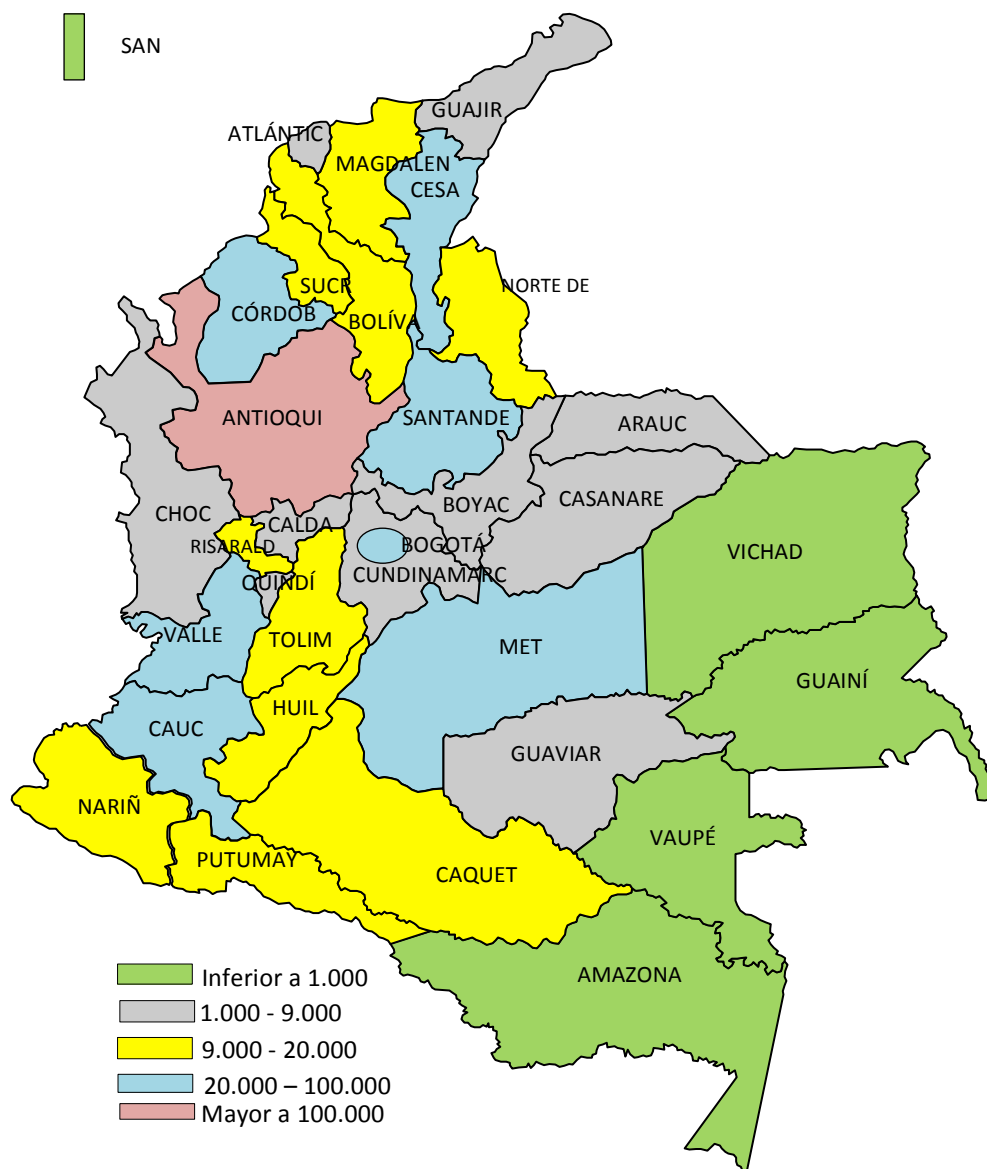 SAN
GUAJIR
ATLÁNTIC
MAGDALEN
CESA
NORTE DE
SUCR
CÓRDOB
BOLÍVA
ANTIOQUI
SANTANDE
ARAUC
CHOC
CALDA
BOYAC
CASANARE
RISARALD
BOGOTÁ
VICHAD
QUINDÍ
CUNDINAMARC
VALLE
TOLIM
MET
GUAINÍ
HUIL
CAUC
GUAVIAR
NARIÑ
VAUPÉ
PUTUMAY
CAQUET
AMAZONA
Inferior a 1.000
1.000 - 9.000
9.000 - 20.000
20.000 – 100.000
Mayor a 100.000